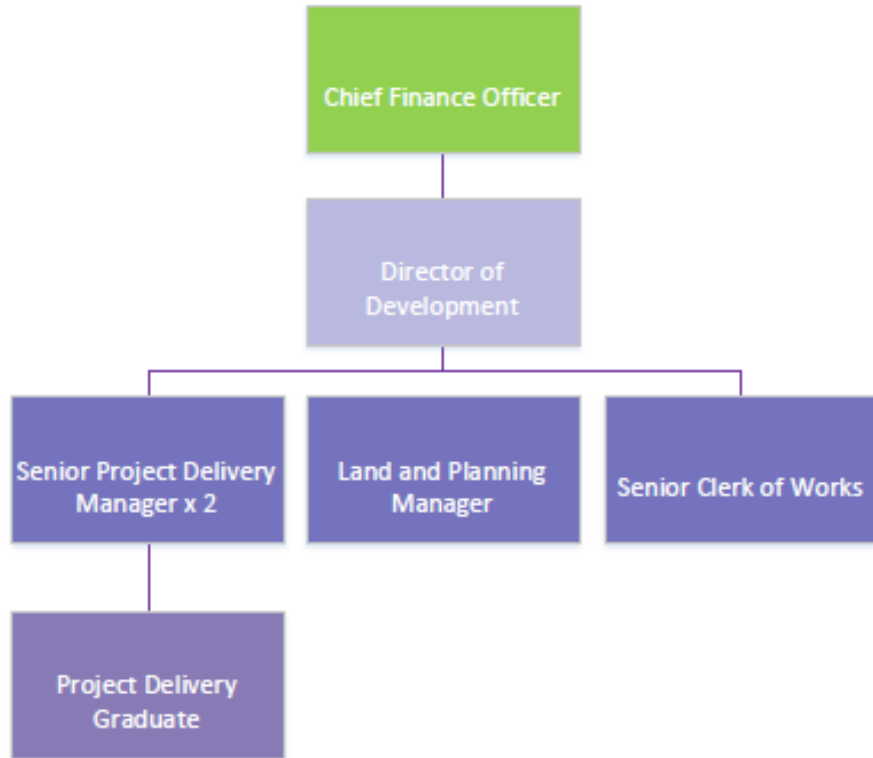 Chief Finance Officer
Director of
Development
Senior Project Delivery
Manager x 2
Land and Planning
Manager
Senior Clerk of Works
Project Delivery
Graduate